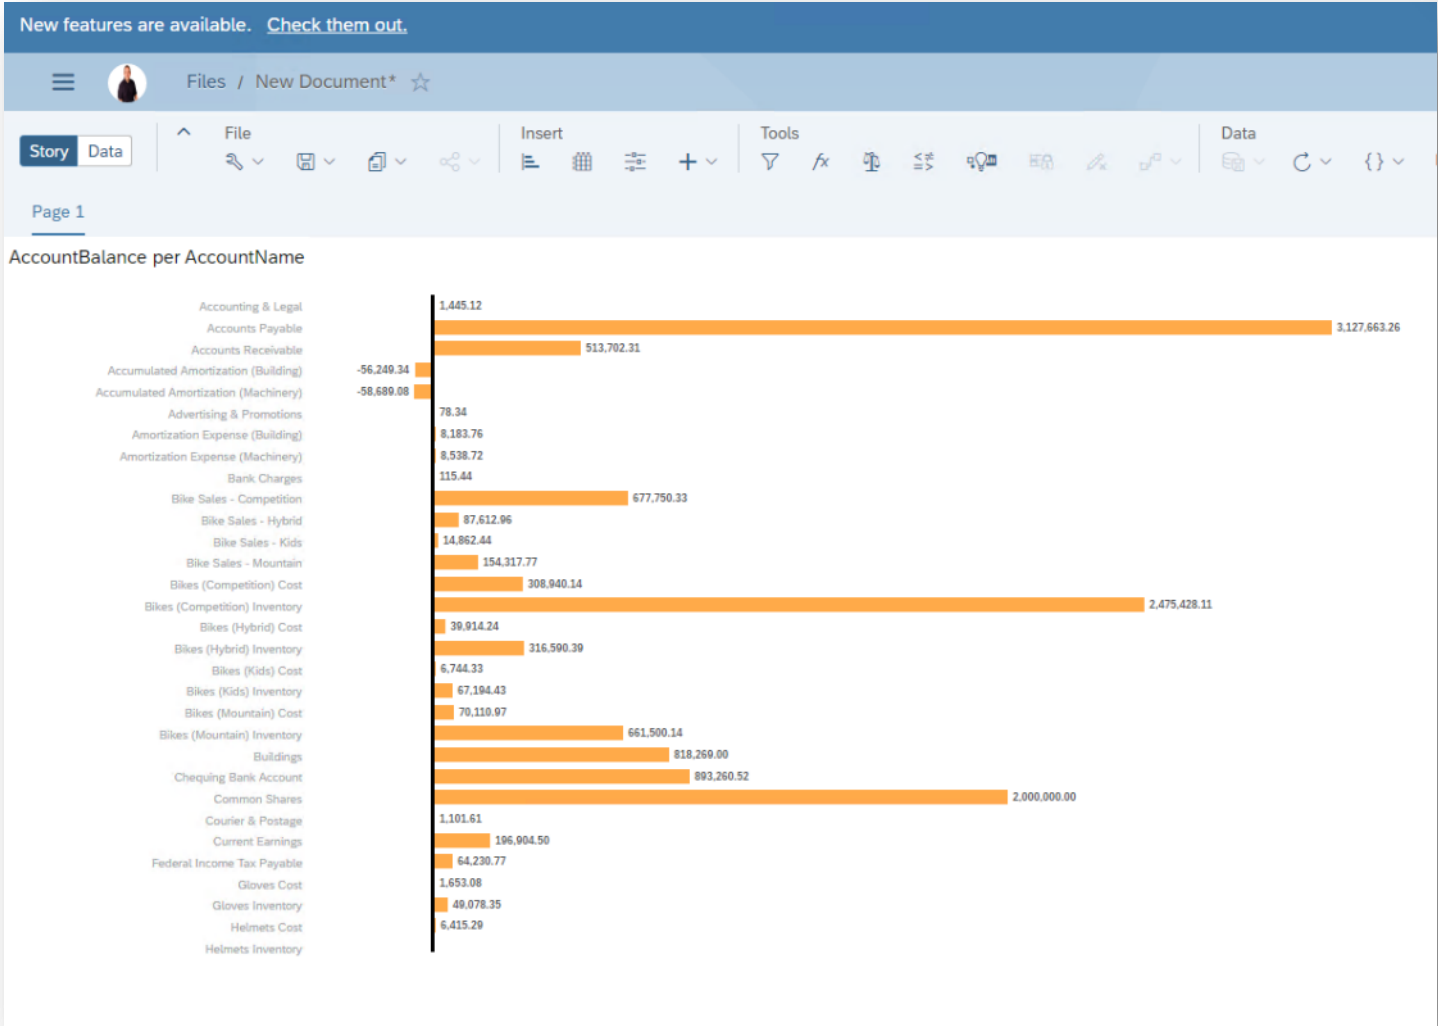 New features are available. Check them out.
Files / New Document*
Story Data File Insert Tools Data
Page 1
AccountBalance per AccountName
Accounting & Legal 1,445.12
Accounts Payable 3,127,663.26
Accounts Receivable 513,702.31
Accumulated Amortization (Building) -56,249.34
Accumulated Amortization (Machinery) -58,689.08
Advertising & Promotions 78.34
Amortization Expense (Building) 8,183.76
Amortization Expense (Machinery) 8,538.72
Bank Charges 115.44
Bike Sales - Competition 677,750.33
Bike Sales - Hybrid 87,612.96
Bike Sales - Kids 14,862.44
Bike Sales - Mountain 154,317.77
Bikes (Competition) Cost 308,940.14
Bikes (Competition) Inventory 2,475,428.11
Bikes (Hybrid) Cost 39,914.24
Bikes (Hybrid) Inventory 316,590.39
Bikes (Kids) Cost 6,744.33
Bikes (Kids) Inventory 67,194.43
Bikes (Mountain) Cost 70,110.97
Bikes (Mountain) Inventory 661,500.14
Buildings 818,269.00
Chequing Bank Account 893,260.52
Common Shares 2,000,000.00
Courier & Postage 1,101.61
Current Earnings 196,904.50
Federal Income Tax Payable 64,230.77
Gloves Cost 1,653.08
Gloves Inventory 49,078.35
Helmets Cost 6,415.29
Helmets Inventory